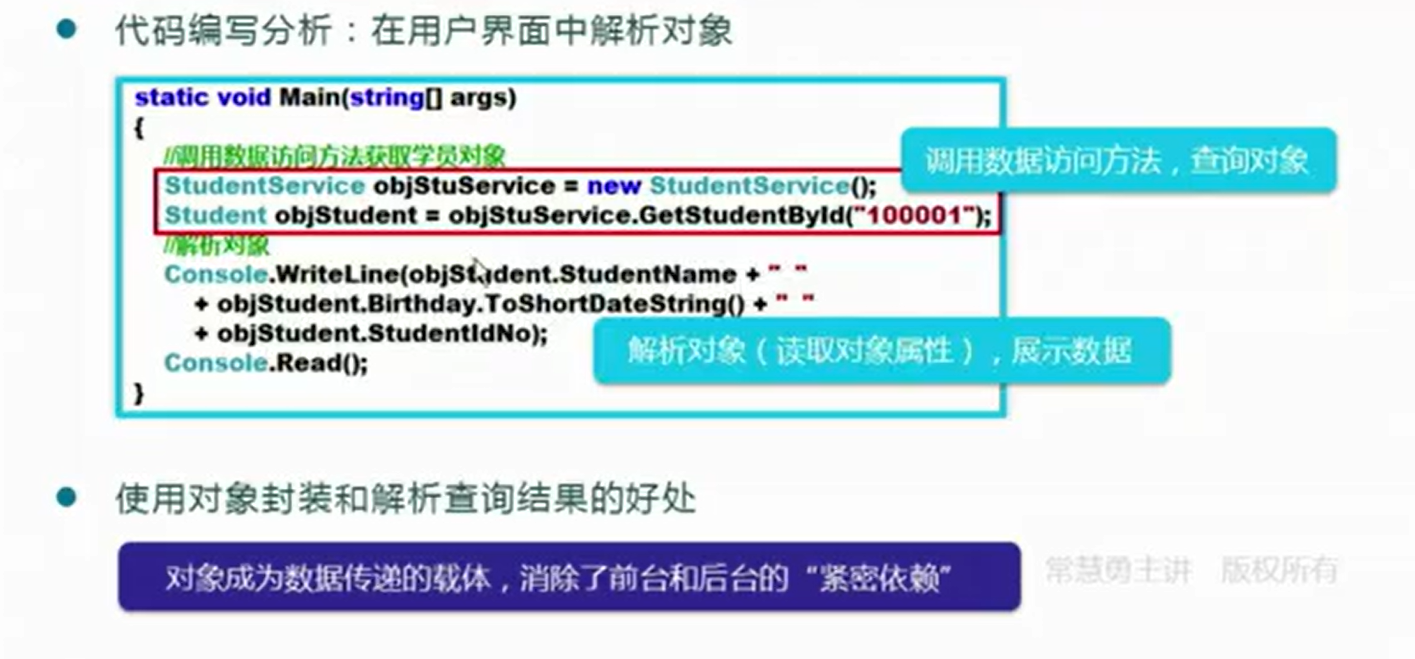 代码编写分析：在用户界面中解析对象
static void Main(string[] args)
{
//调用数据访问方法获取学员对象
调用数据访问方法，查询对象
StudentService objStuService = new StudentService();
Student objStudent = objStuService.GetStudentById("100001");
//解析对象
Console.WriteLine(objStudent.StudentName + "  "
+ objStudent.Birthday.ToShortDateString() + "  "
+ objStudent.StudentIdNo);
解析对象（读取对象属性），展示数据
Console.Read();
}
使用对象封装和解析查询结果的好处
对象成为数据传递的载体，消除了前台和后台的“紧密依赖”
常慧勇主讲 版权所有